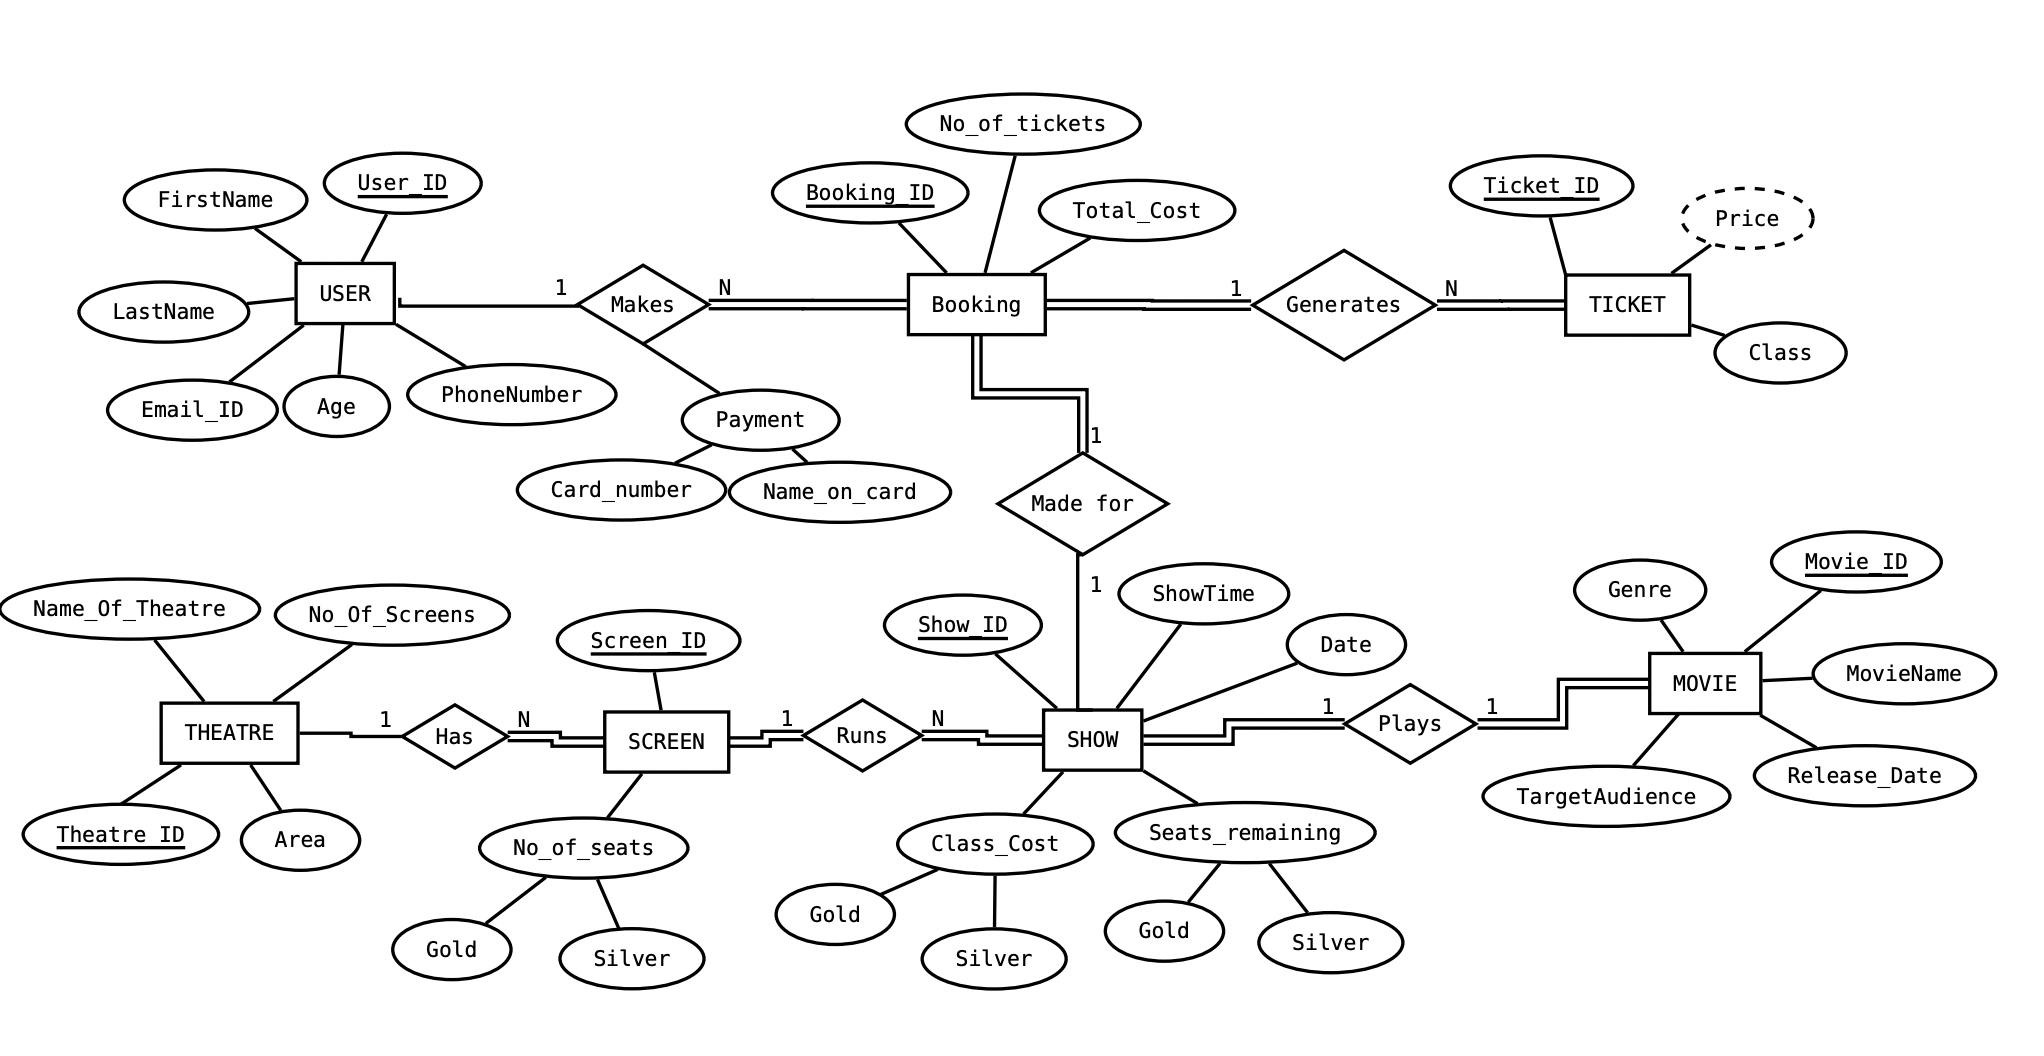 No_of_tickets
FirstName
User_ID
Booking_ID
Total_Cost
Ticket_ID
Price
USER
1
Makes
N
Booking
1
Generates
N
TICKET
LastName
Class
Email_ID
Age
PhoneNumber
Payment
Card_number
Name_on_card
1
Made for
1
Name_Of_Theatre
No_Of_Screens
Screen_ID
Show_ID
ShowTime
Date
Genre
Movie_ID
MovieName
THEATRE
1
Has
N
SCREEN
1
Runs
N
SHOW
1
Plays
1
MOVIE
Theatre ID
Area
No_of_seats
Class_Cost
Seats_remaining
TargetAudience
Release_Date
Gold
Silver
Gold
Silver
Gold
Silver